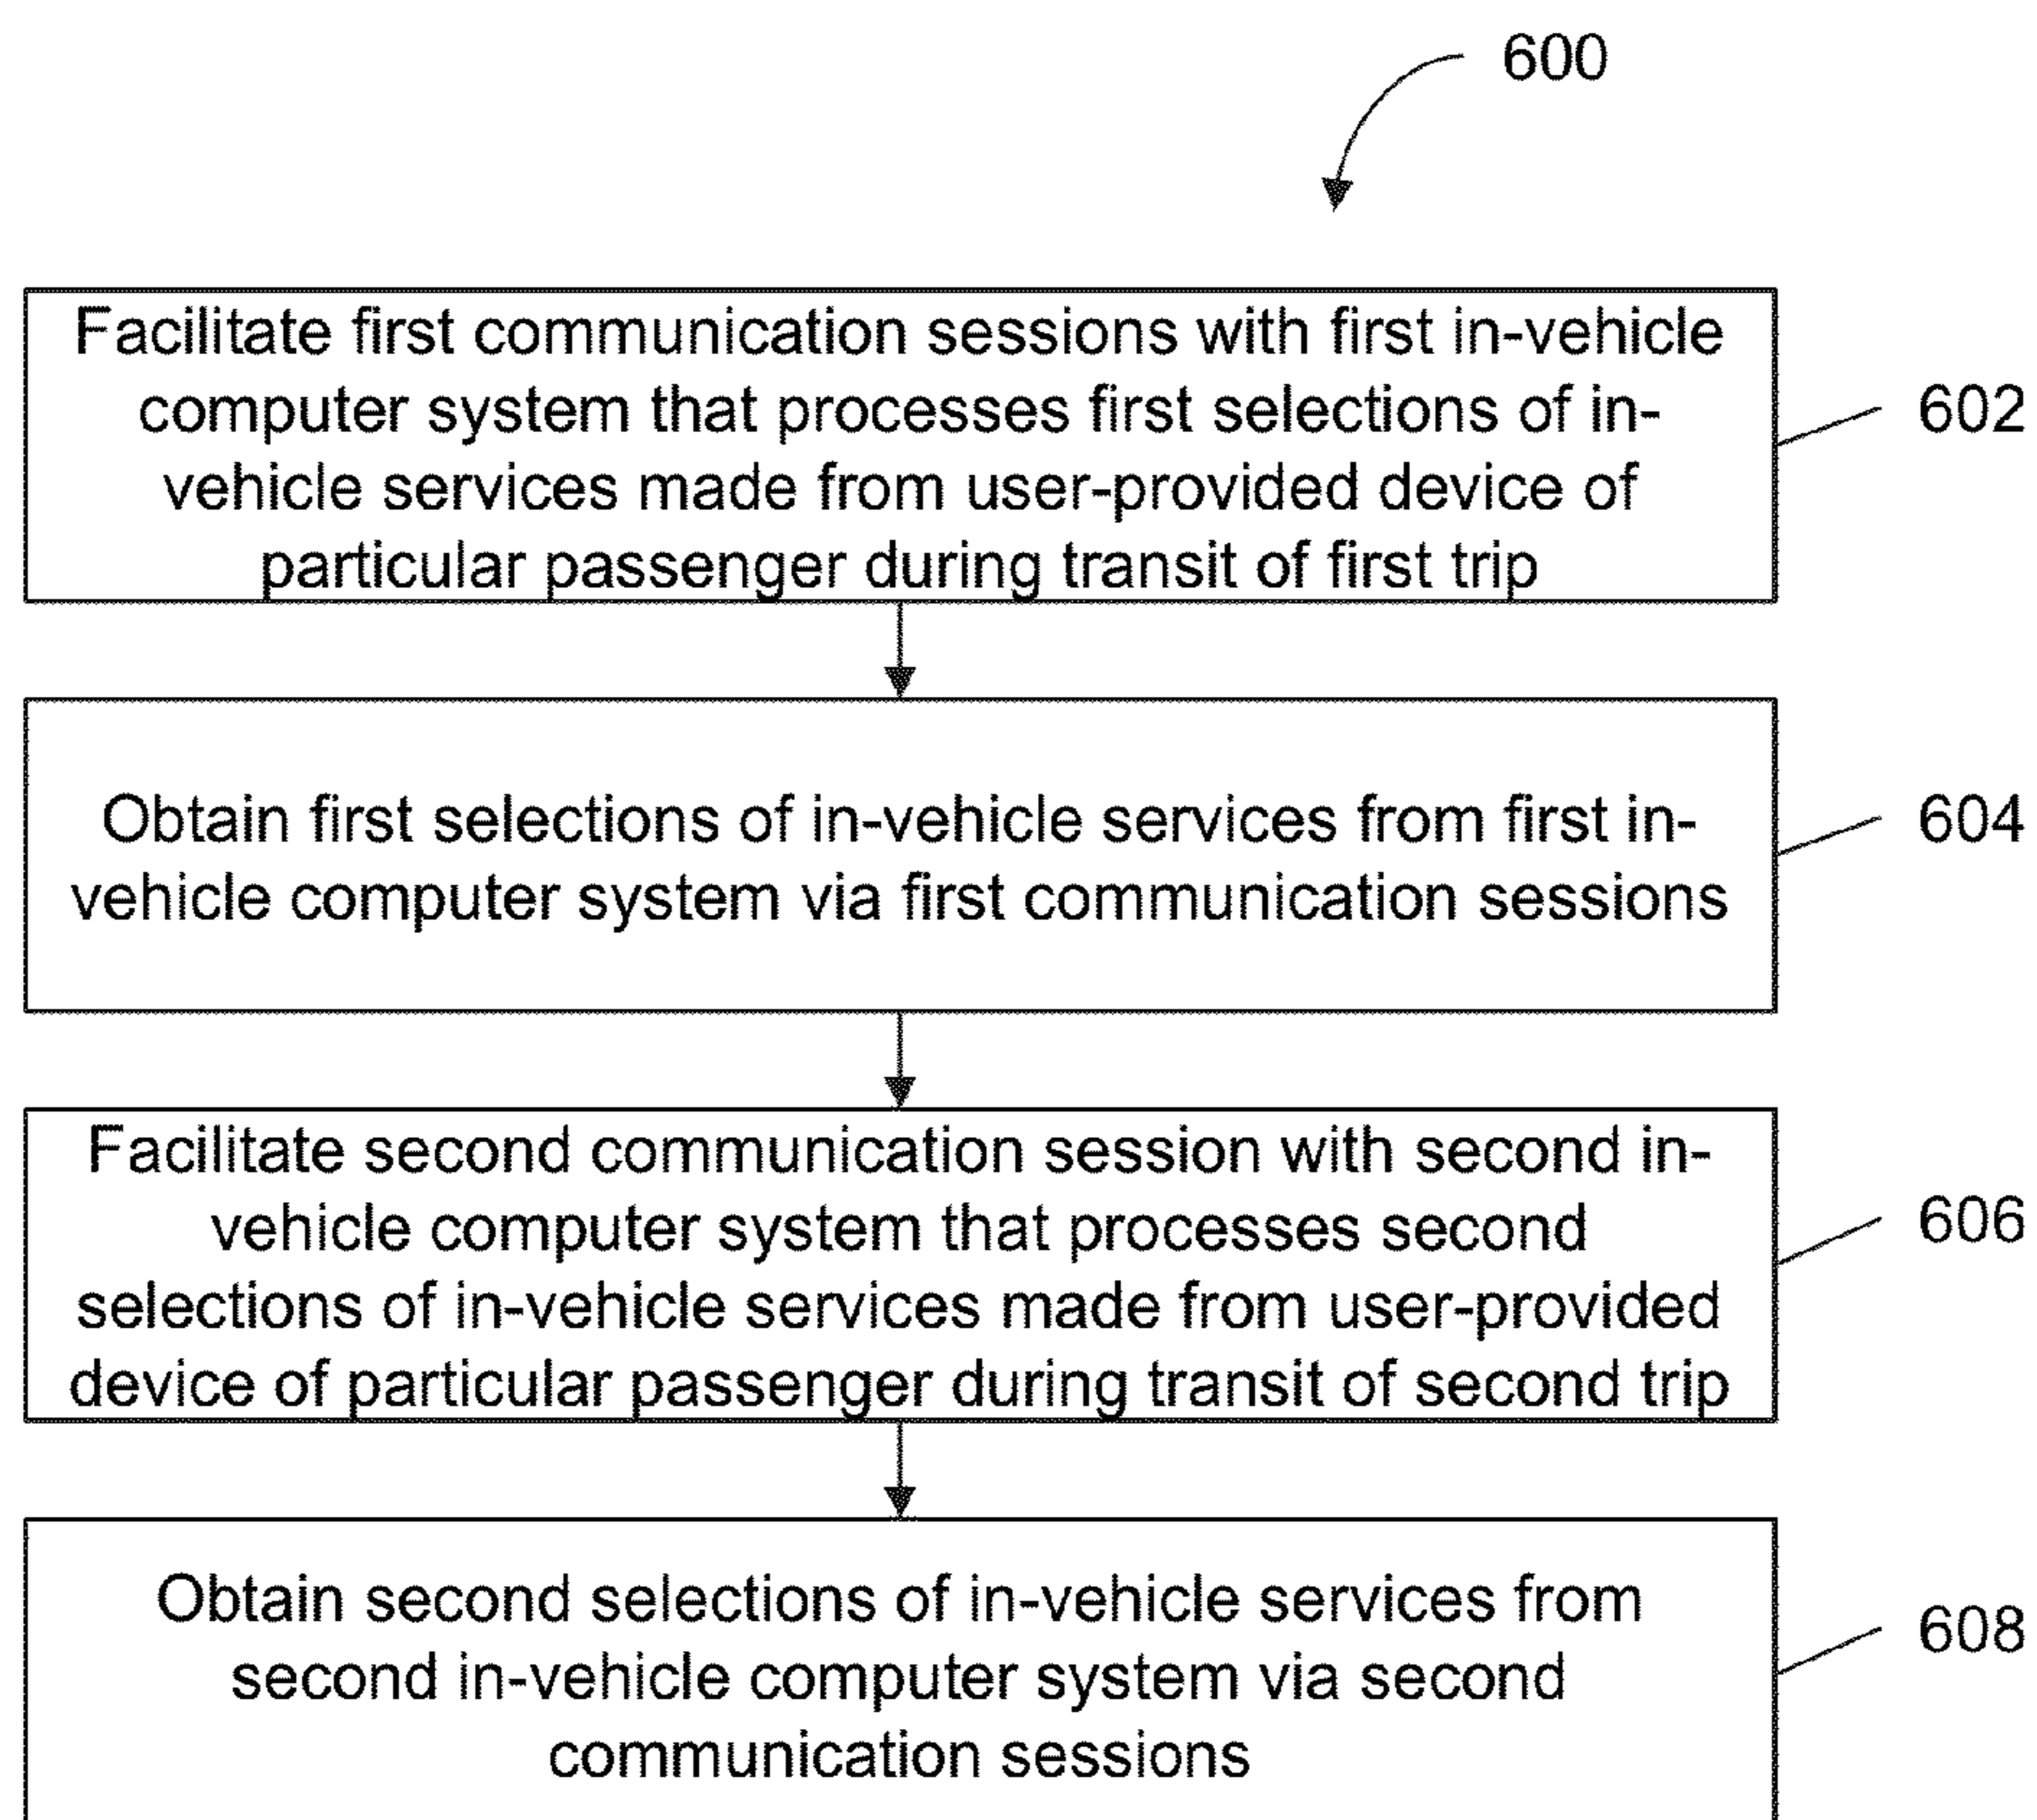 600
Facilitate first communication sessions with first in-vehicle
computer system that processes first selections of in-
vehicle services made from user-provided device of
particular passenger during transit of first trip
602
Obtain first selections of in-vehicle services from first in-
vehicle computer system via first communication sessions
604
Facilitate second communication session with second in-
vehicle computer system that processes second
selections of in-vehicle services made from user-provided
device of particular passenger during transit of second trip
606
Obtain second selections of in-vehicle services from
second in-vehicle computer system via second
communication sessions
608